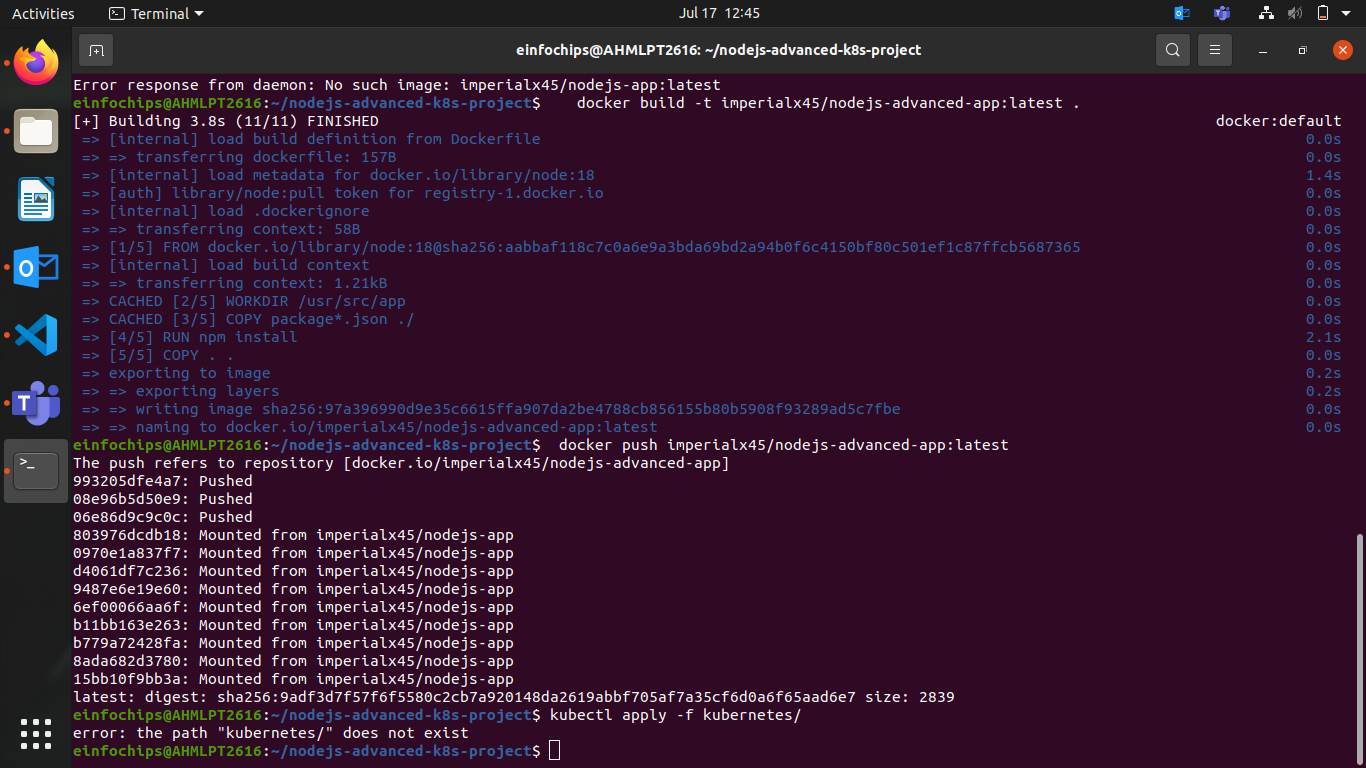 Activities Terminal Jul 17 12:45
einfochips@AHMLPT2616: ~/nodejs-advanced-k8s-project
Error response from daemon: No such image: imperialx45/nodejs-app:latest
einfochips@AHMLPT2616:~/nodejs-advanced-k8s-project$    docker build -t imperialx45/nodejs-advanced-app:latest .
[+] Building 3.8s (11/11) FINISHED docker:default
=> [internal] load build definition from Dockerfile 0.0s
=> => transferring dockerfile: 157B 0.0s
=> [internal] load metadata for docker.io/library/node:18 1.4s
=> [auth] library/node:pull token for registry-1.docker.io 0.0s
=> [internal] load .dockerignore 0.0s
=> => transferring context: 58B 0.0s
=> [1/5] FROM docker.io/library/node:18@sha256:aabbaf118c7c0a6e9a3bda69bd2a94b0f6c4150bf80c501ef1c87ffcb5687365 0.0s
=> [internal] load build context 0.0s
=> => transferring context: 1.21kB 0.0s
=> CACHED [2/5] WORKDIR /usr/src/app 0.0s
=> CACHED [3/5] COPY package*.json ./ 0.0s
=> [4/5] RUN npm install 2.1s
=> [5/5] COPY . . 0.0s
=> exporting to image 0.2s
=> => exporting layers 0.2s
=> => writing image sha256:97a396990d9e35c6615ffa907da2be4788cb856155b80b5908f93289ad5c7fbe 0.0s
=> => naming to docker.io/imperialx45/nodejs-advanced-app:latest 0.0s
einfochips@AHMLPT2616:~/nodejs-advanced-k8s-project$  docker push imperialx45/nodejs-advanced-app:latest
The push refers to repository [docker.io/imperialx45/nodejs-advanced-app]
993205dfe4a7: Pushed
08e96b5d50e9: Pushed
06e86d9c9c0c: Pushed
803976dcdb18: Mounted from imperialx45/nodejs-app
0970e1a837f7: Mounted from imperialx45/nodejs-app
d4061df7c236: Mounted from imperialx45/nodejs-app
9487e6e19e60: Mounted from imperialx45/nodejs-app
6ef00066aa6f: Mounted from imperialx45/nodejs-app
b11bb163e263: Mounted from imperialx45/nodejs-app
b779a72428fa: Mounted from imperialx45/nodejs-app
8ada682d3780: Mounted from imperialx45/nodejs-app
15bb10f9bb3a: Mounted from imperialx45/nodejs-app
latest: digest: sha256:9adf3d7f57f6f5580c2cb7a920148da2619abbf705af7a35cf6d0a6f65aad6e7 size: 2839
einfochips@AHMLPT2616:~/nodejs-advanced-k8s-project$ kubectl apply -f kubernetes/
error: the path "kubernetes/" does not exist
einfochips@AHMLPT2616:~/nodejs-advanced-k8s-project$